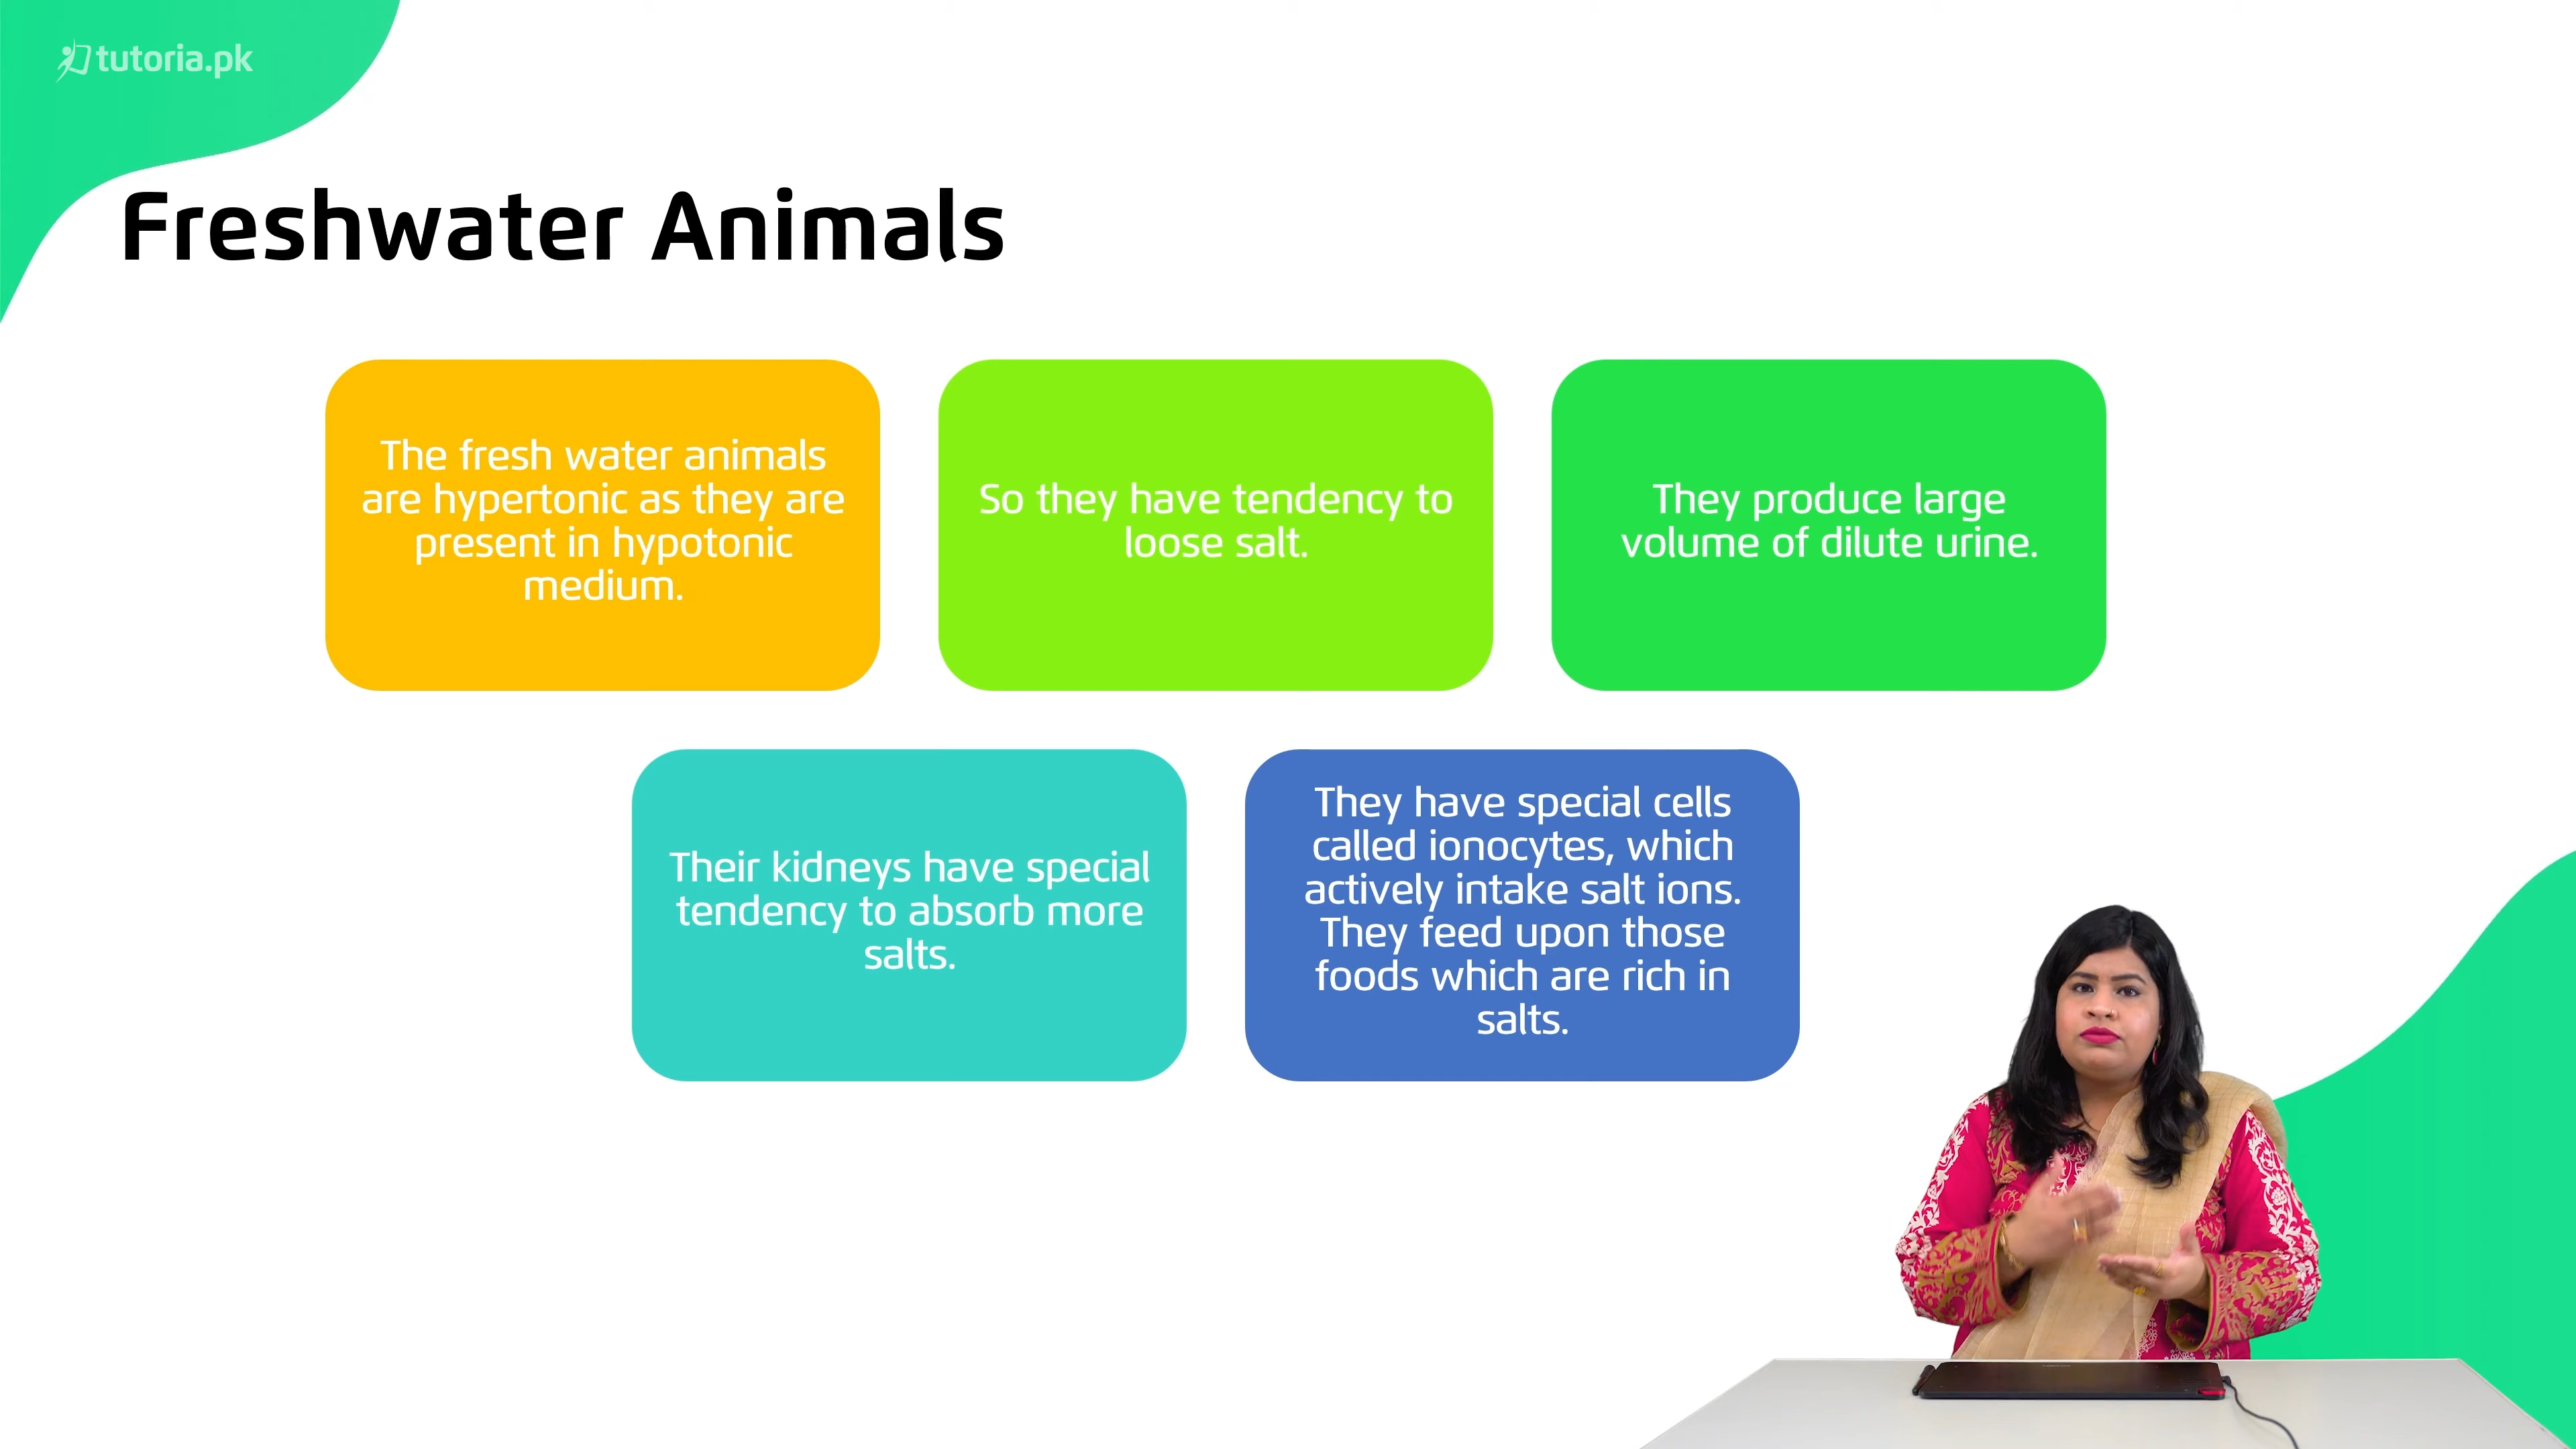 tutoria.pk
Freshwater Animals
The fresh water animals
are hypertonic as they are
present in hypotonic
medium.
So they have tendency to
loose salt.
They produce large
volume of dilute urine.
Their kidneys have special
tendency to absorb more
salts.
They have special cells
called ionocytes, which
actively intake salt ions.
They feed upon those
foods which are rich in
salts.